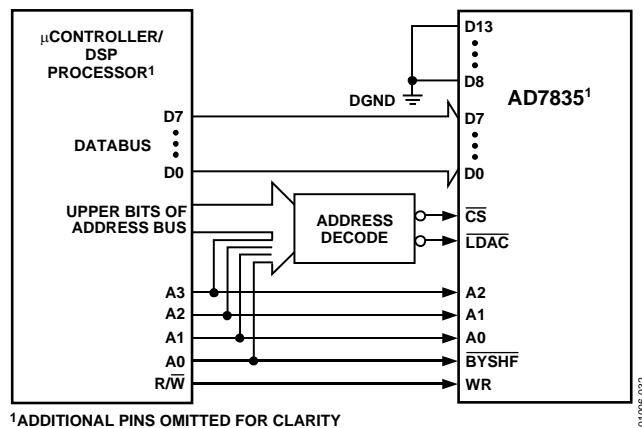 µCONTROLLER/
DSP
PROCESSOR1
D7
DATABUS
D0
UPPER BITS OF
ADDRESS BUS
A3
A2
A1
A0
R/W
DGND
ADDRESS
DECODE
D13
D8
AD78351
D7
D0
CS
LDAC
A2
A1
A0
BYSHF
WR
1ADDITIONAL PINS OMITTED FOR CLARITY